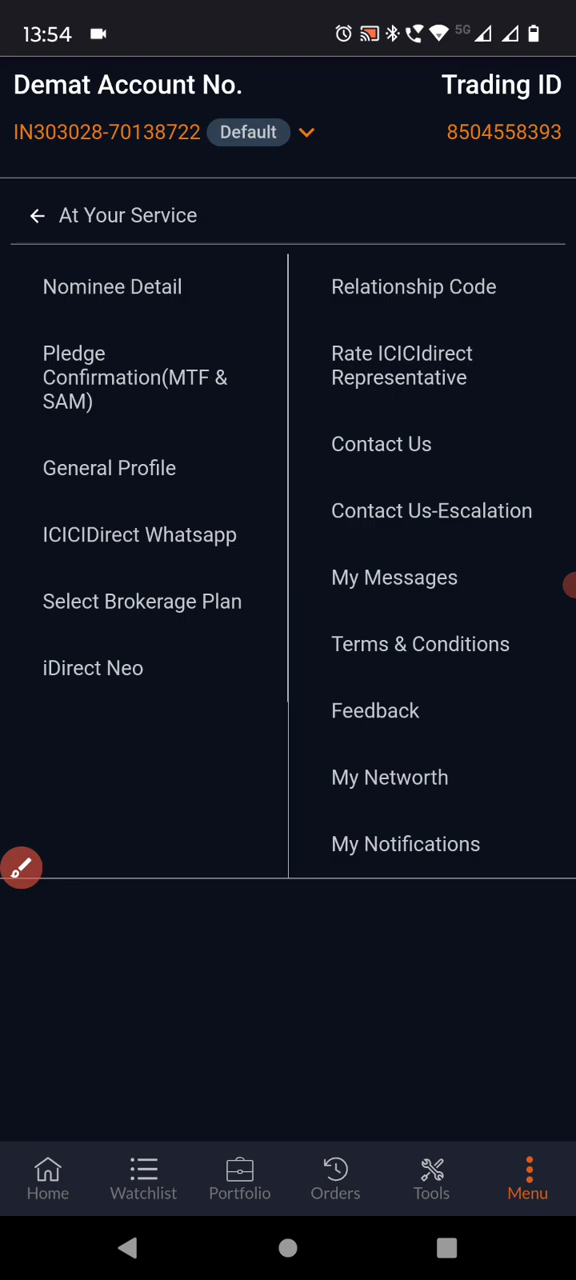 13:54
5G
Demat Account No.
Trading ID
IN303028-70138722 Default
8504558393
At Your Service
Nominee Detail
Pledge
Confirmation(MTF &
SAM)
General Profile
ICICIDirect Whatsapp
Select Brokerage Plan
iDirect Neo
Relationship Code
Rate ICICIdirect
Representative
Contact Us
Contact Us-Escalation
My Messages
Terms & Conditions
Feedback
My Networth
My Notifications
Home
Watchlist
Portfolio
Orders
Tools
Menu